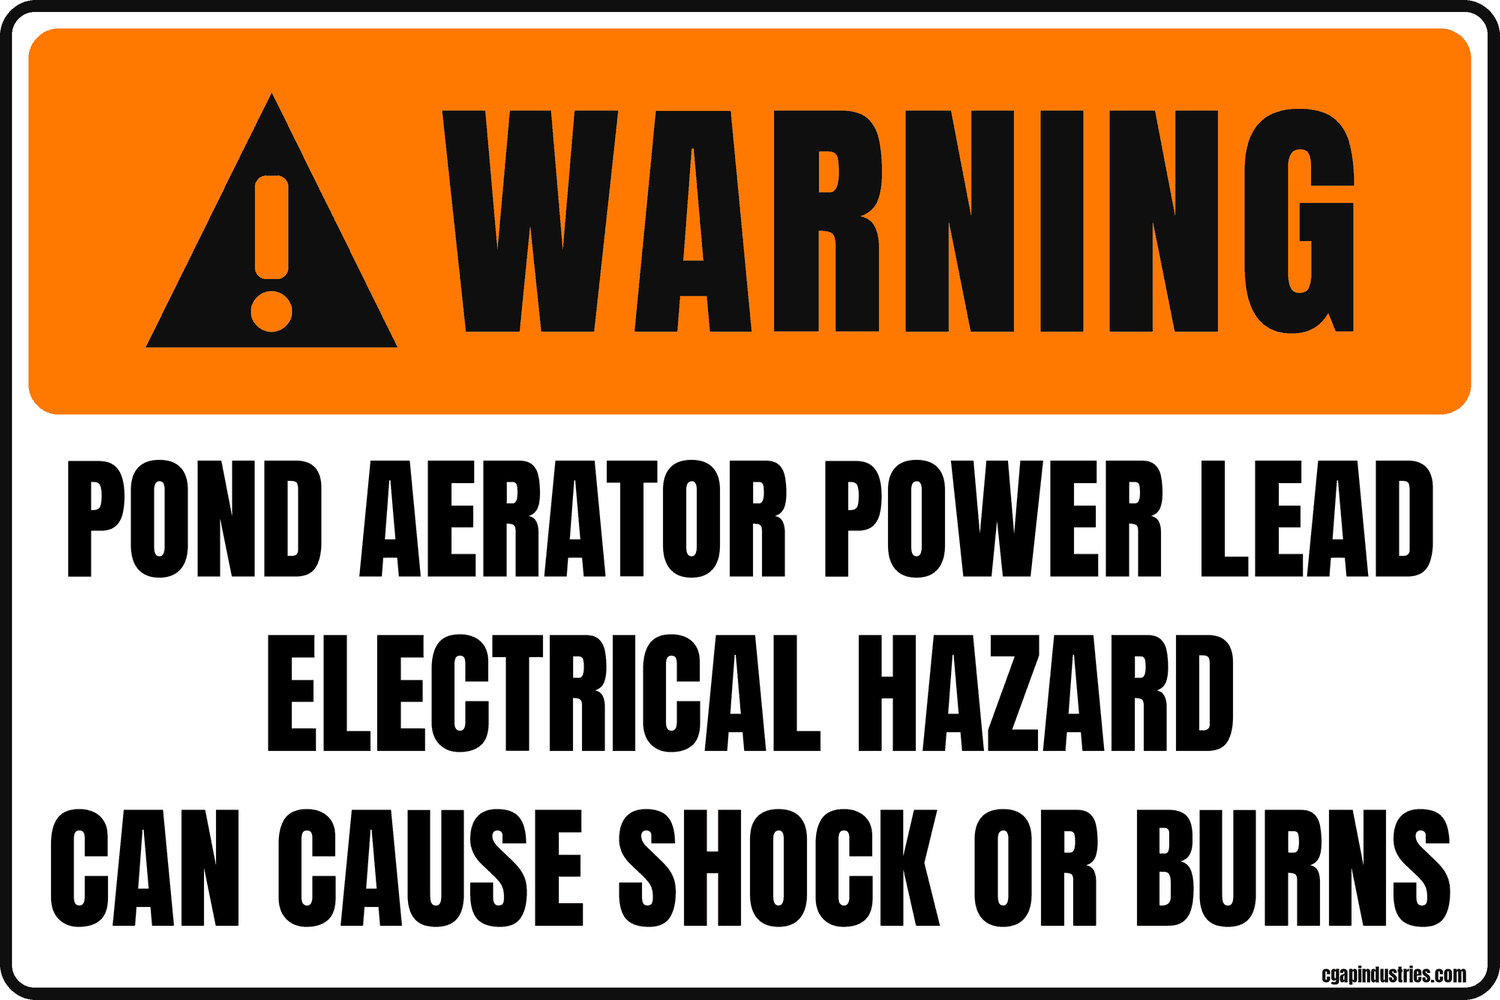 WARNING
POND AERATOR POWER LEAD
ELECTRICAL HAZARD
CAN CAUSE SHOCK OR BURNS
cgapindustries.com